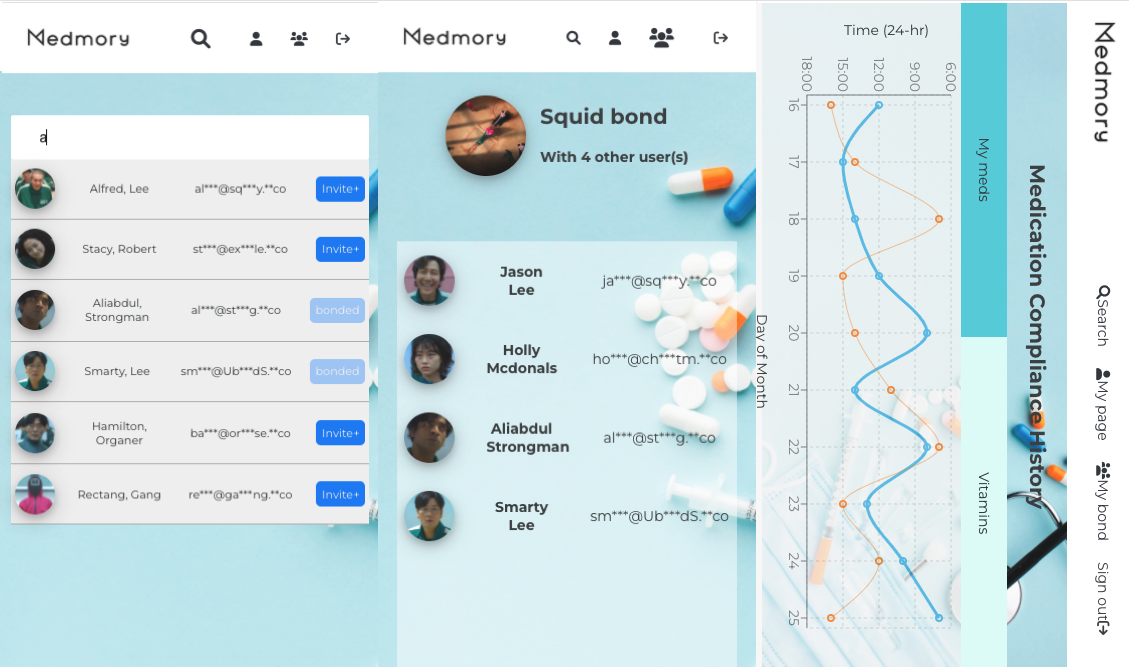 Medmory
a
Alfred, Lee
al***@sq***y.**co
Invite+
Stacy, Robert
st***@ex***le.**co
Invite+
Aliabdul,
Strongman
al***@st***g.**co
bonded
Smarty, Lee
sm***@Ub***dS.**co
bonded
Hamilton,
Organer
ba***@or***se.**co
Invite+
Rectang, Gang
re***@ga***ng.**co
Invite+
Medmory
Squid bond
With 4 other user(s)
Jason
Lee
ja***@sq***y.**co
Holly
Mcdonals
ho***@ch***tm.**co
Aliabdul
Strongman
al***@st***g.**co
Smarty
Lee
sm***@Ub***dS.**co
Medmory
Search
My page
My bond
Sign out
Medication Compliance History
My meds
Vitamins
Time (24-hr)
6:00
9:00
12:00
15:00
18:00
16
17
18
19
20
21
22
23
24
25
Day of Month